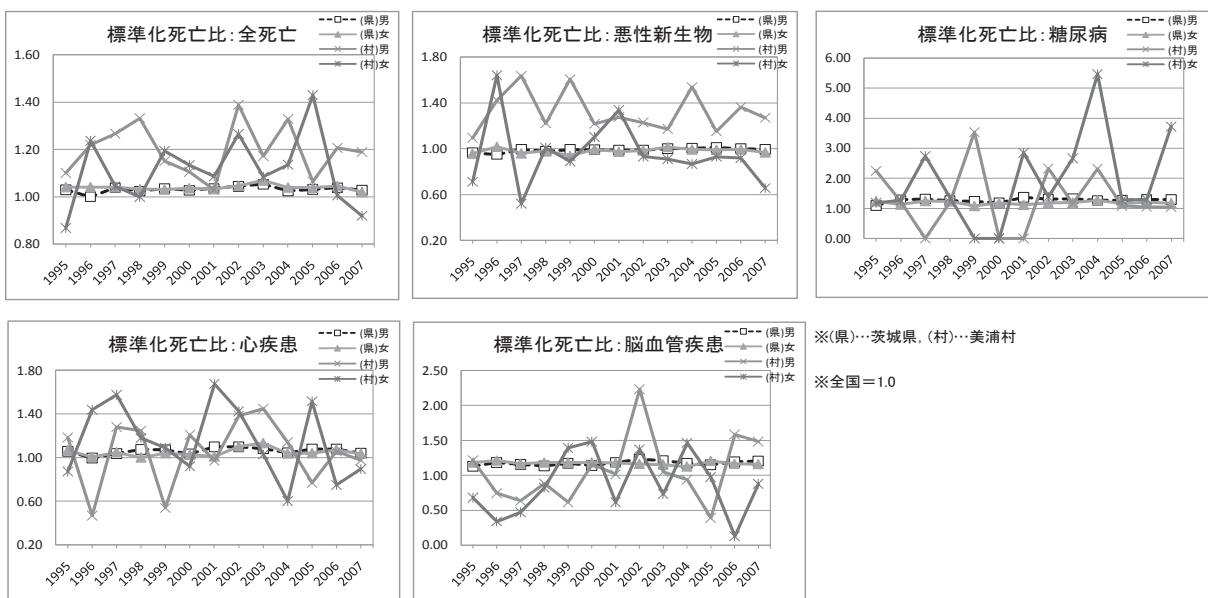 標準化死亡比:全死亡
(県)男
(県)女
(村)男
(村)女
1.60
1.40
1.20
1.00
0.80
1995 1996 1997 1998 1999 2000 2001 2002 2003 2004 2005 2006 2007
標準化死亡比:悪性新生物
(県)男
(県)女
(村)男
(村)女
1.80
1.40
1.00
0.60
0.20
1995 1996 1997 1998 1999 2000 2001 2002 2003 2004 2005 2006 2007
標準化死亡比:糖尿病
(県)男
(県)女
(村)男
(村)女
6.00
5.00
4.00
3.00
2.00
1.00
0.00
1995 1996 1997 1998 1999 2000 2001 2002 2003 2004 2005 2006 2007
標準化死亡比:心疾患
(県)男
(県)女
(村)男
(村)女
1.80
1.40
1.00
0.60
0.20
1995 1996 1997 1998 1999 2000 2001 2002 2003 2004 2005 2006 2007
標準化死亡比:脳血管疾患
(県)男
(県)女
(村)男
(村)女
2.50
2.00
1.50
1.00
0.50
0.00
1995 1996 1997 1998 1999 2000 2001 2002 2003 2004 2005 2006 2007
※(県)…茨城県, (村)…美浦村
※全国=1.0